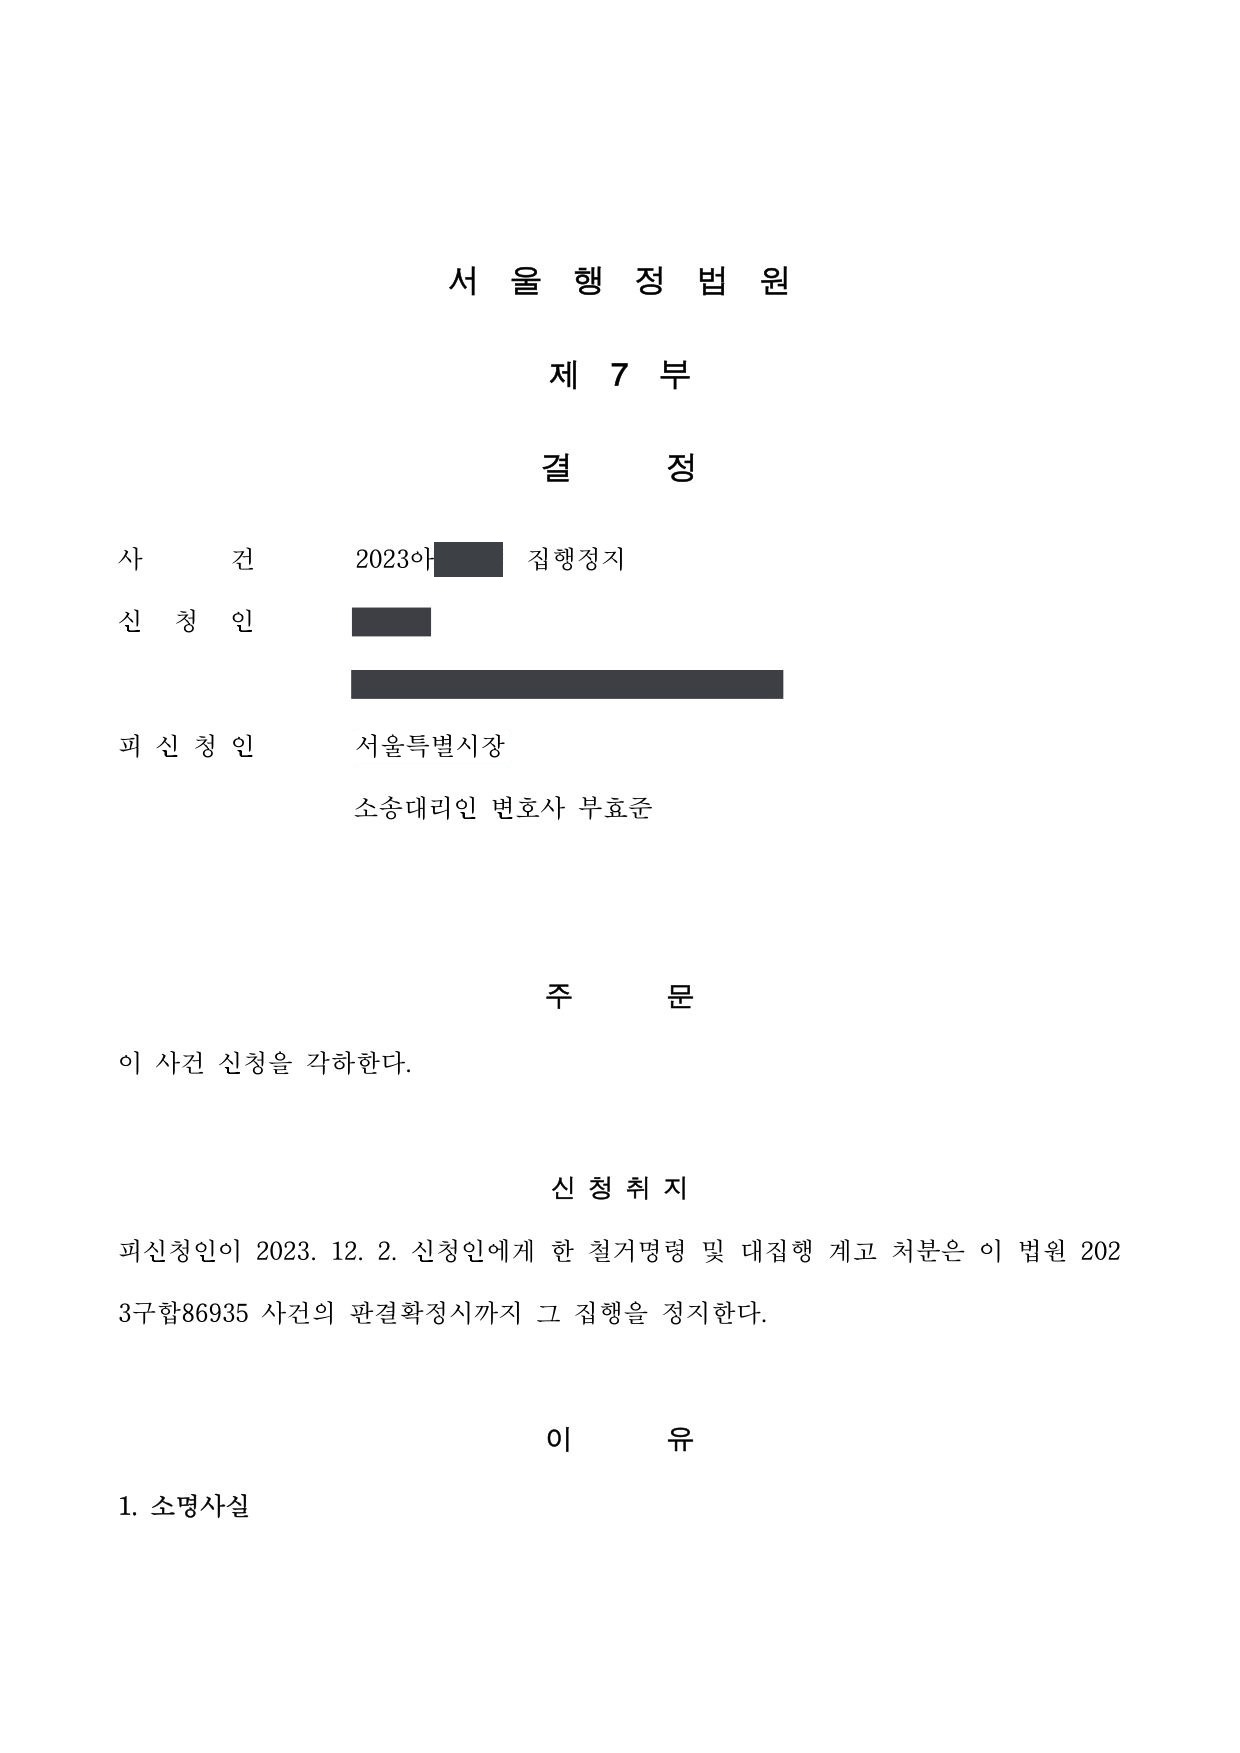 서 울 행 정 법 원
제 7 부
결 정
사 건 2023아 집행정지
신 청 인
피 신 청 인 서울특별시장
소송대리인 변호사 부효준
주 문
이 사건 신청을 각하한다.
신 청 취 지
피신청인이 2023. 12. 2. 신청인에게 한 철거명령 및 대집행 계고 처분은 이 법원 202
3구합86935 사건의 판결확정시까지 그 집행을 정지한다.
이 유
1. 소명사실